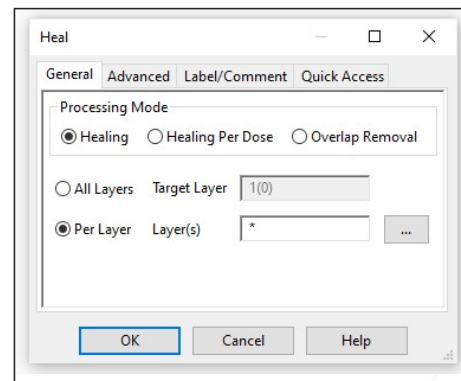 Heal
General Advanced Label/Comment Quick Access
Processing Mode
Healing Healing Per Dose Overlap Removal
All Layers Target Layer 1(0)
Per Layer Layer(s) * ...
OK Cancel Help